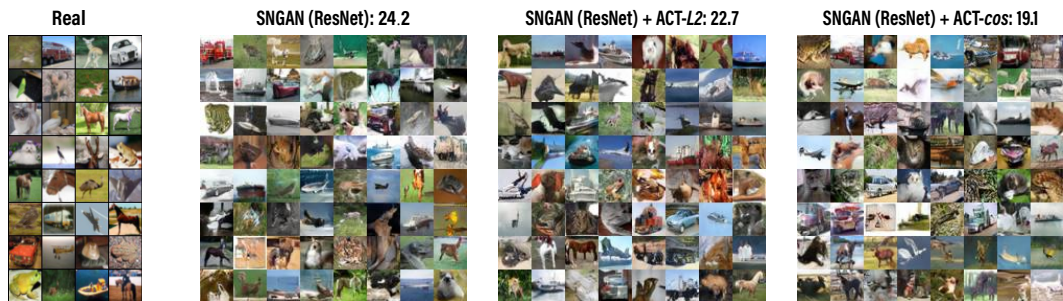 Real
SNGAN (ResNet): 24.2
SNGAN (ResNet) + ACT-L2: 22.7
SNGAN (ResNet) + ACT-cos: 19.1